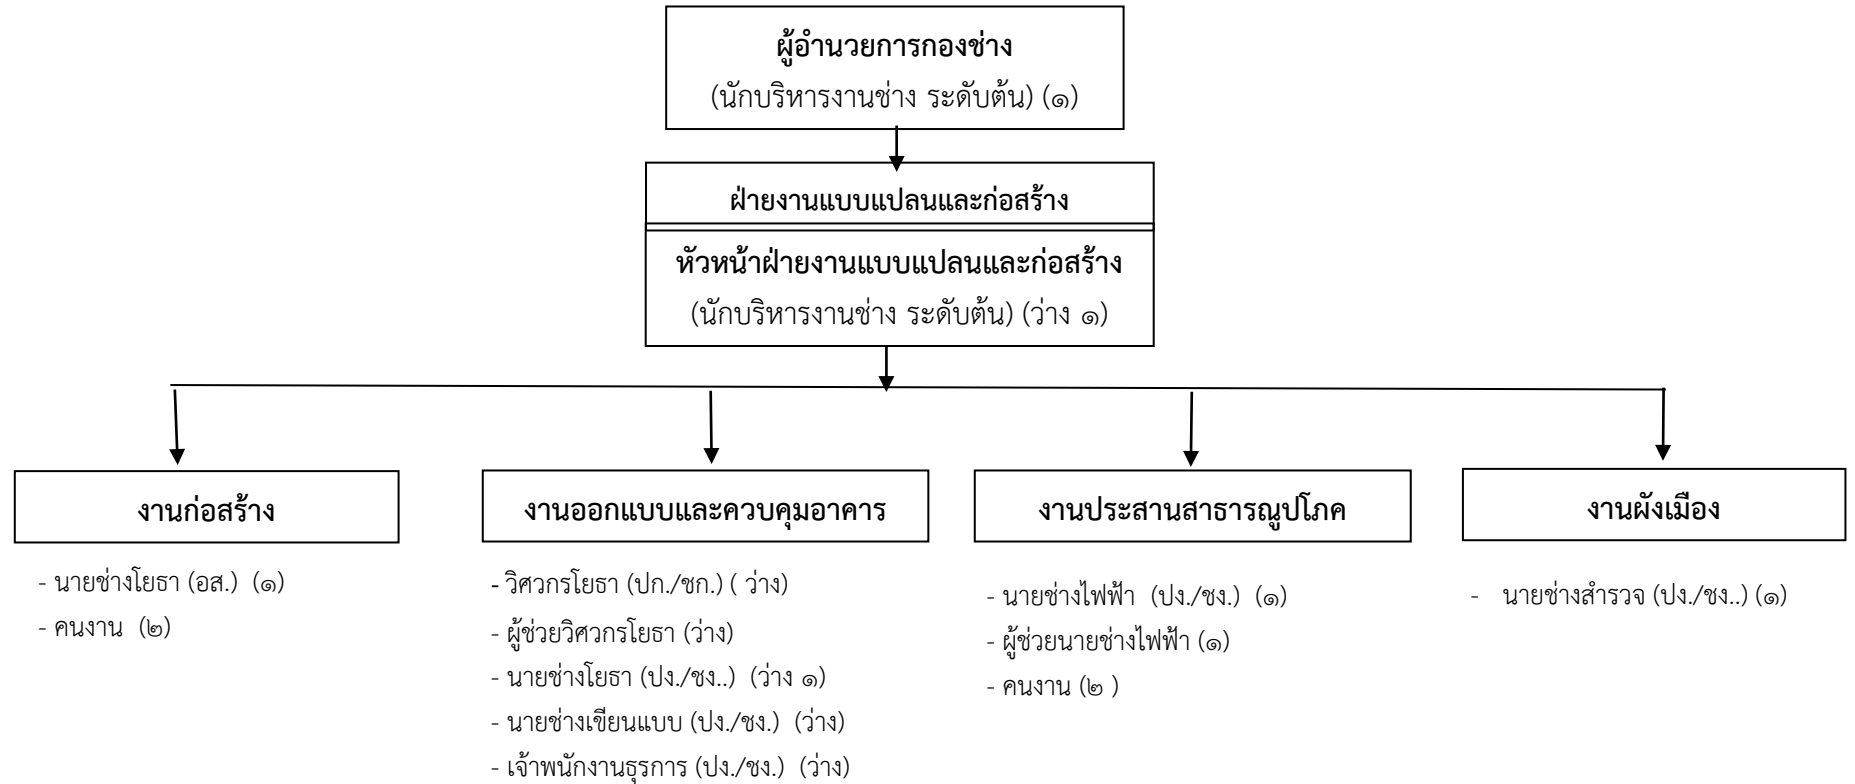 ผู้อำนวยการกองช่าง
(นักบริหารงานช่าง ระดับต้น) (๑)
ฝ่ายงานแบบแปลนและก่อสร้าง
หัวหน้าฝ่ายงานแบบแปลนและก่อสร้าง
(นักบริหารงานช่าง ระดับต้น) (ว่าง ๑)
งานก่อสร้าง
- นายช่างโยธา (อส.) (๑)
- คนงาน (๒)
งานออกแบบและควบคุมอาคาร
- วิศวกรโยธา (ปก./ชก.) ( ว่าง)
- ผู้ช่วยวิศวกรโยธา (ว่าง)
- นายช่างโยธา (ปง./ชง..) (ว่าง ๑)
- นายช่างเขียนแบบ (ปง./ชง.) (ว่าง)
- เจ้าพนักงานธุรการ (ปง./ชง.) (ว่าง)
งานประสานสาธารณูปโภค
- นายช่างไฟฟ้า (ปง./ชง.) (๑)
- ผู้ช่วยนายช่างไฟฟ้า (๑)
- คนงาน (๒ )
งานผังเมือง
- นายช่างสำรวจ (ปง./ชง..) (๑)